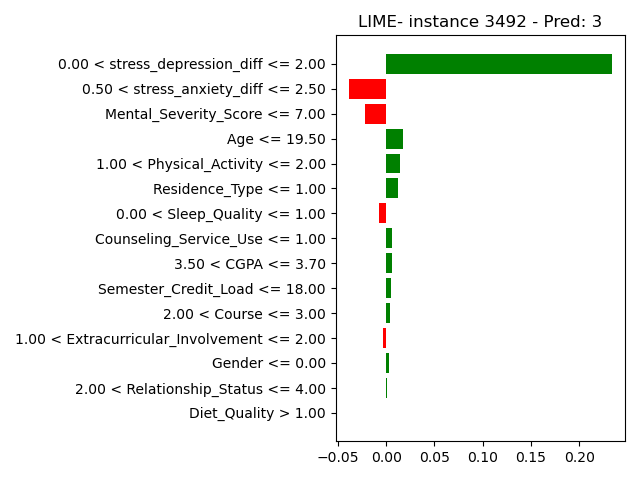 LIME- instance 3492 - Pred: 3
0.00 < stress_depression_diff <= 2.00
0.50 < stress_anxiety_diff <= 2.50
Mental_Severity_Score <= 7.00
Age <= 19.50
1.00 < Physical_Activity <= 2.00
Residence_Type <= 1.00
0.00 < Sleep_Quality <= 1.00
Counseling_Service_Use <= 1.00
3.50 < CGPA <= 3.70
Semester_Credit_Load <= 18.00
2.00 < Course <= 3.00
1.00 < Extracurricular_Involvement <= 2.00
Gender <= 0.00
2.00 < Relationship_Status <= 4.00
Diet_Quality > 1.00
−0.05 0.00 0.05 0.10 0.15 0.20